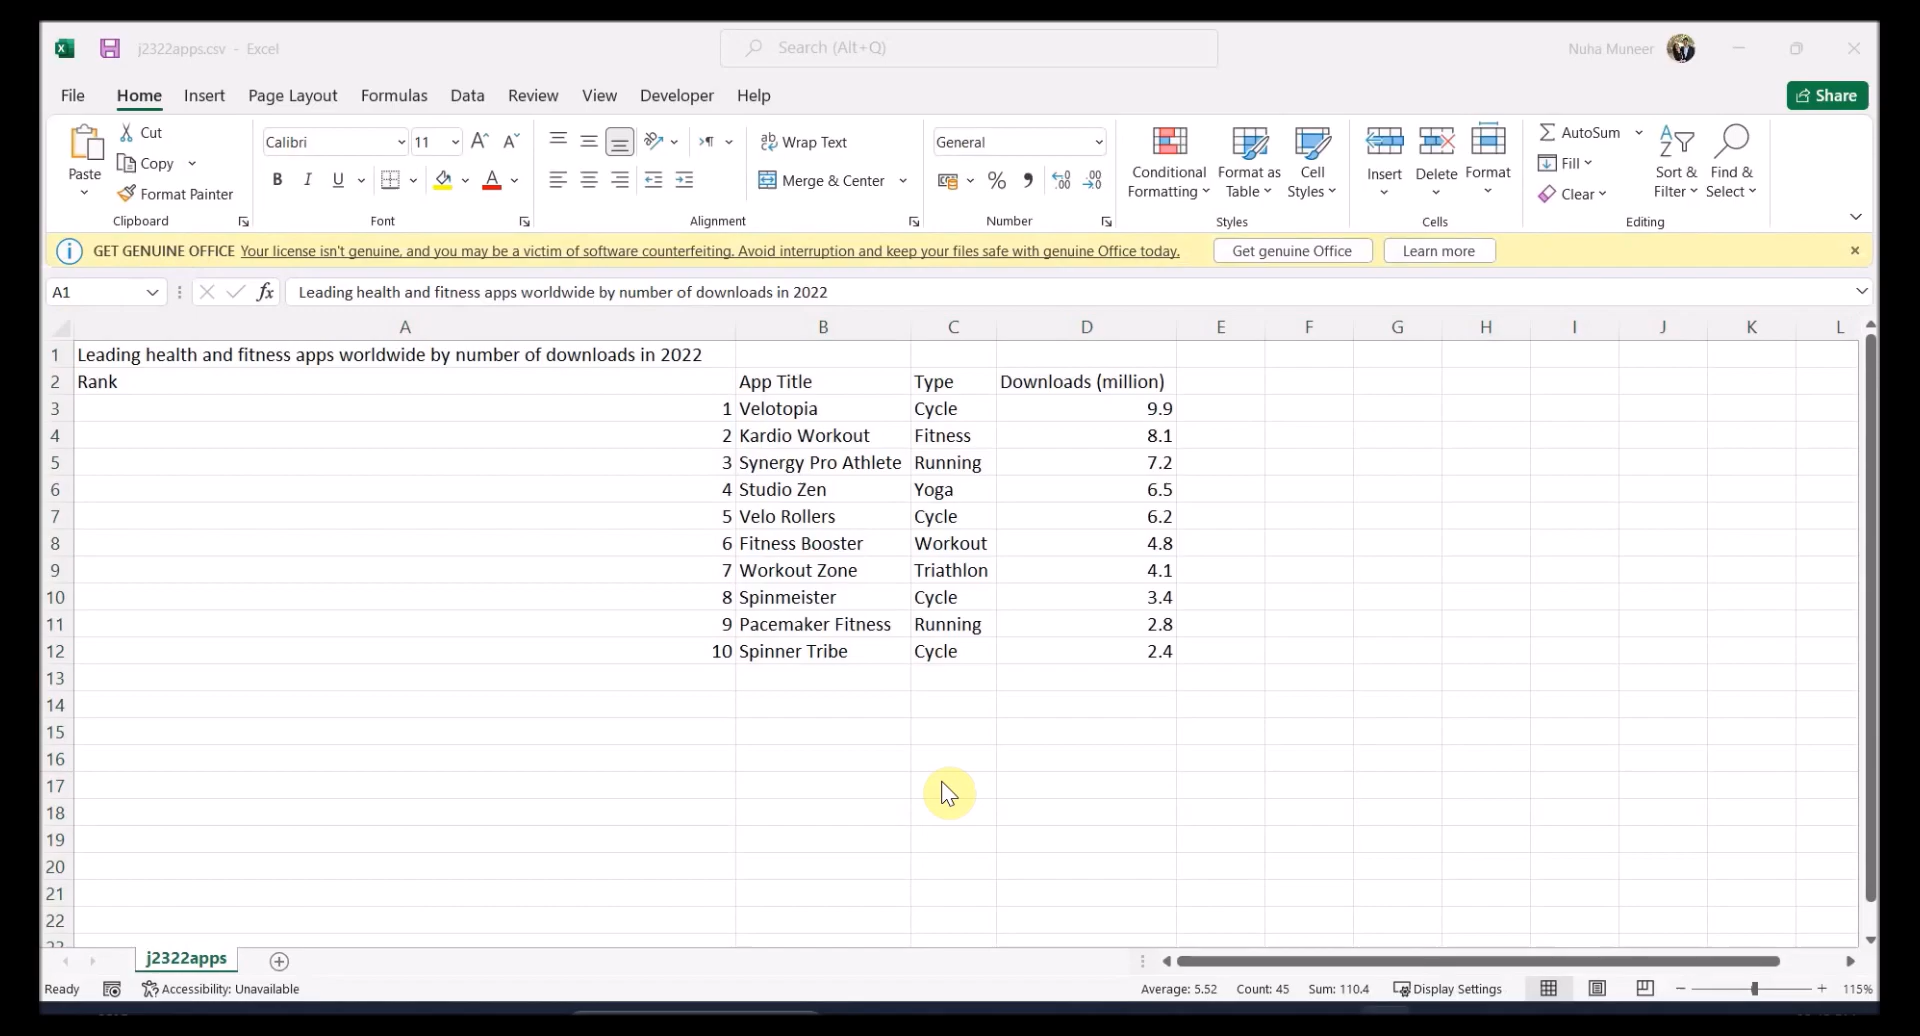 j2322apps.csv - Excel
Search (Alt+Q)
Nuha Muneer
File Home Insert Page Layout Formulas Data Review View Developer Help
Share
Paste
Cut
Copy
Format Painter
Clipboard
Calibri 11
B I U
Font
Wrap Text
Merge & Center
Alignment
General
Number
Conditional Formatting
Format as Table
Cell Styles
Styles
Insert Delete Format
Cells
AutoSum
Fill
Clear
Sort & Filter
Find & Select
Editing
GET GENUINE OFFICE Your license isn't genuine, and you may be a victim of software counterfeiting. Avoid interruption and keep your files safe with genuine Office today. Get genuine Office Learn more
A1 fx Leading health and fitness apps worldwide by number of downloads in 2022
A B C D E F G H I J K L
1 Leading health and fitness apps worldwide by number of downloads in 2022
2 Rank App Title Type Downloads (million)
3 1 Velotopia Cycle 9.9
4 2 Kardio Workout Fitness 8.1
5 3 Synergy Pro Athlete Running 7.2
6 4 Studio Zen Yoga 6.5
7 5 Velo Rollers Cycle 6.2
8 6 Fitness Booster Workout 4.8
9 7 Workout Zone Triathlon 4.1
10 8 Spinmeister Cycle 3.4
11 9 Pacemaker Fitness Running 2.8
12 10 Spinner Tribe Cycle 2.4
13
14
15
16
17
18
19
20
21
22
j2322apps
Ready Accessibility: Unavailable Average: 5.52 Count: 45 Sum: 110.4 Display Settings 115%